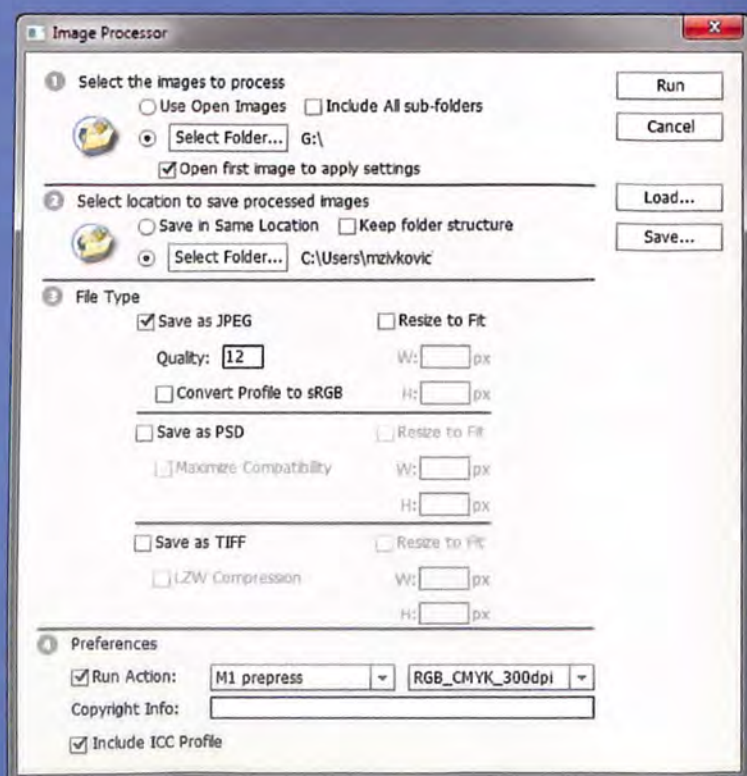 Image Processor
1 Select the images to process
Use Open Images Include All sub-folders
Select Folder... G:\
Open first image to apply settings
Run
Cancel
2 Select location to save processed images
Save in Same Location Keep folder structure
Select Folder... C:\Users\mzivkovic
Load...
Save...
3 File Type
Save as JPEG Resize to Fit
Quality: 12 W: px
Convert Profile to sRGB H: px
Save as PSD Resize to Fit
Maximize Compatibility W: px
H: px
Save as TIFF Resize to Fit
LZW Compression W: px
H: px
4 Preferences
Run Action: M1 prepress RGB_CMYK_300dpi
Copyright Info:
Include ICC Profile